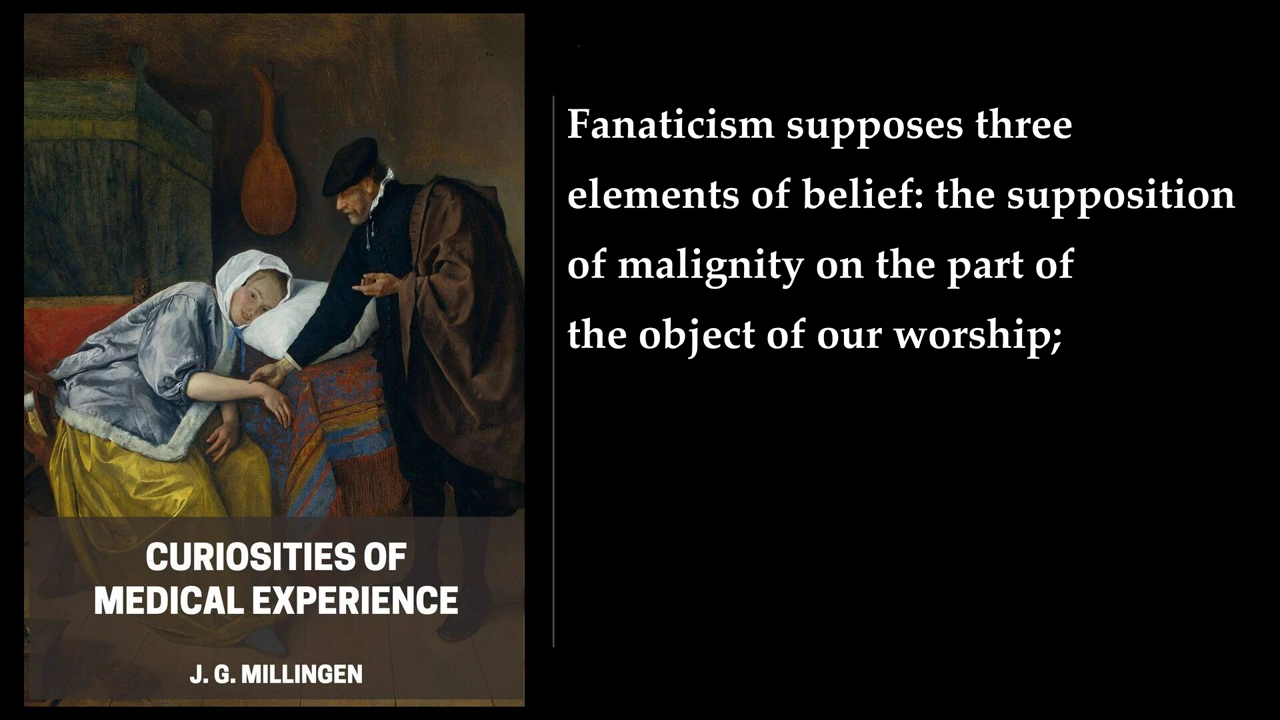 Fanaticism supposes three
elements of belief: the supposition
of malignity on the part of
the object of our worship;
CURIOSITIES OF
MEDICAL EXPERIENCE
J. G. MILLINGEN